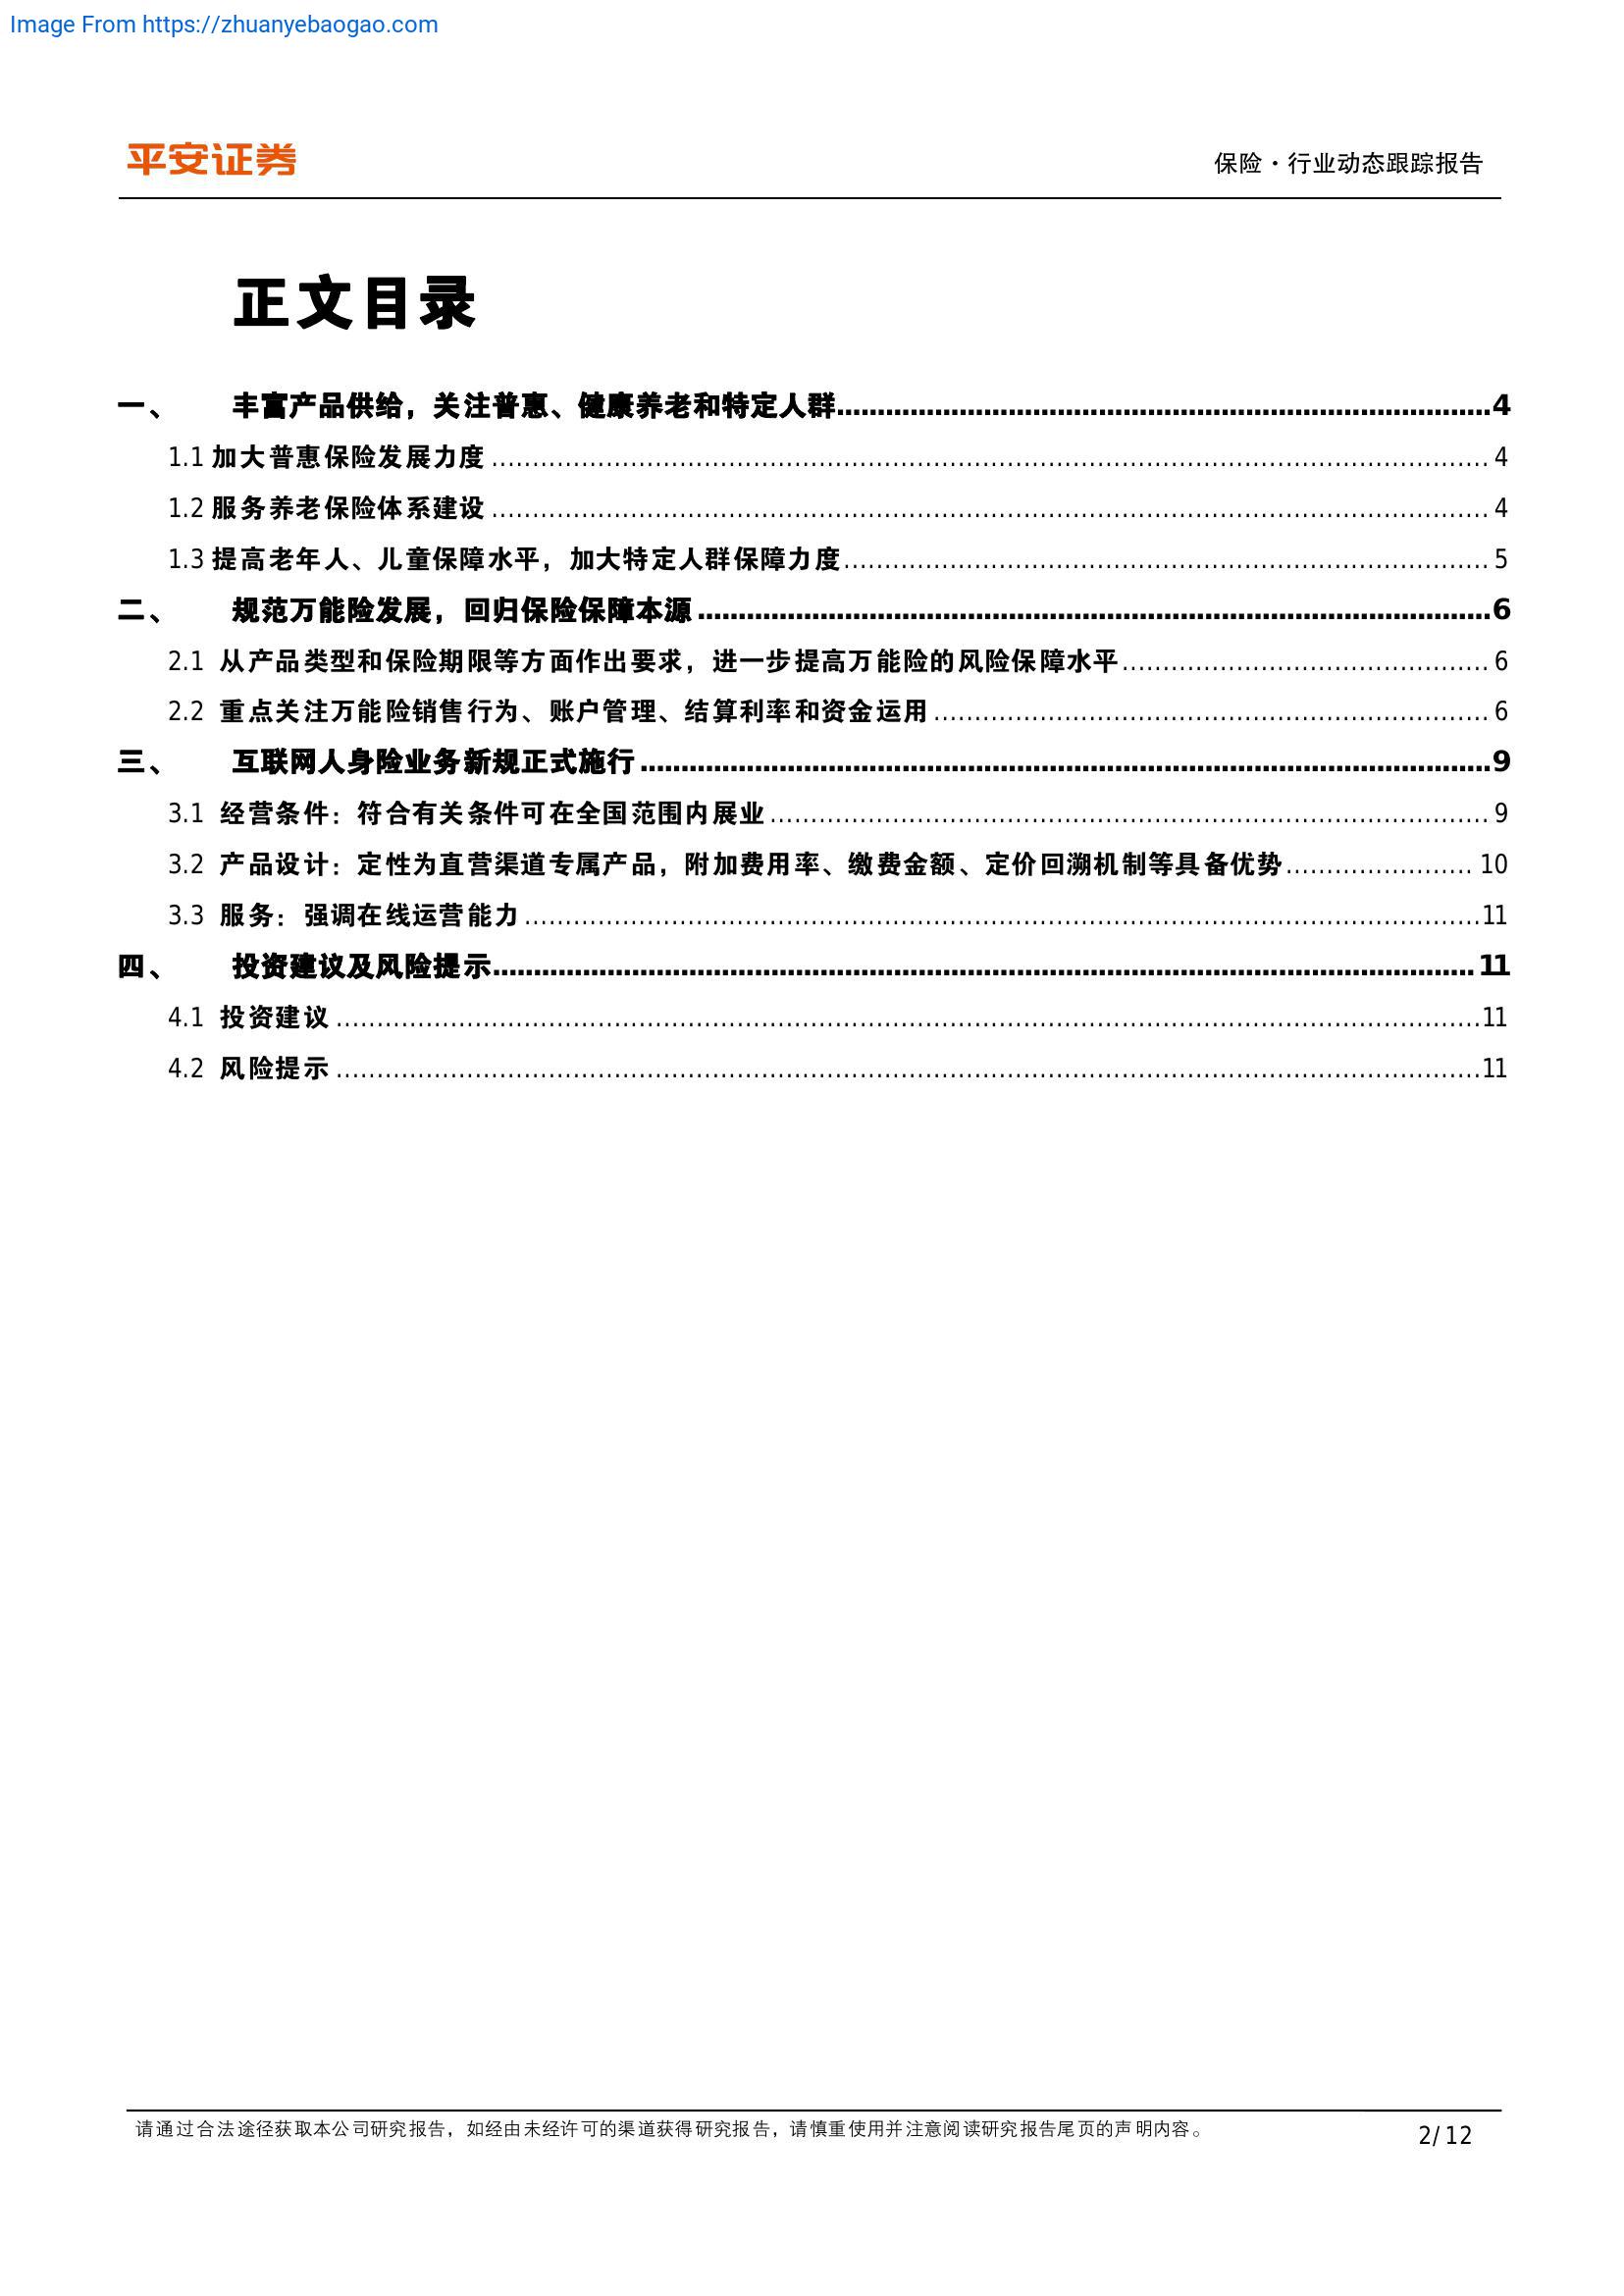 Image From https://zhuanyebaogao.com
平安证券
保险·行业动态跟踪报告
正文目录
一、 丰富产品供给，关注普惠、健康养老和特定人群 4
1.1 加大普惠保险发展力度 4
1.2 服务养老保险体系建设 4
1.3 提高老年人、儿童保障水平，加大特定人群保障力度 5
二、 规范万能险发展，回归保险保障本源 6
2.1 从产品类型和保险期限等方面作出要求，进一步提高万能险的风险保障水平 6
2.2 重点关注万能险销售行为、账户管理、结算利率和资金运用 6
三、 互联网人身险业务新规正式施行 9
3.1 经营条件：符合有关条件可在全国范围内展业 9
3.2 产品设计：定性为直营渠道专属产品，附加费用率、缴费金额、定价回溯机制等具备优势 10
3.3 服务：强调在线运营能力 11
四、 投资建议及风险提示 11
4.1 投资建议 11
4.2 风险提示 11
请通过合法途径获取本公司研究报告，如经由未经许可的渠道获得研究报告，请慎重使用并注意阅读研究报告尾页的声明内容。
2/ 12